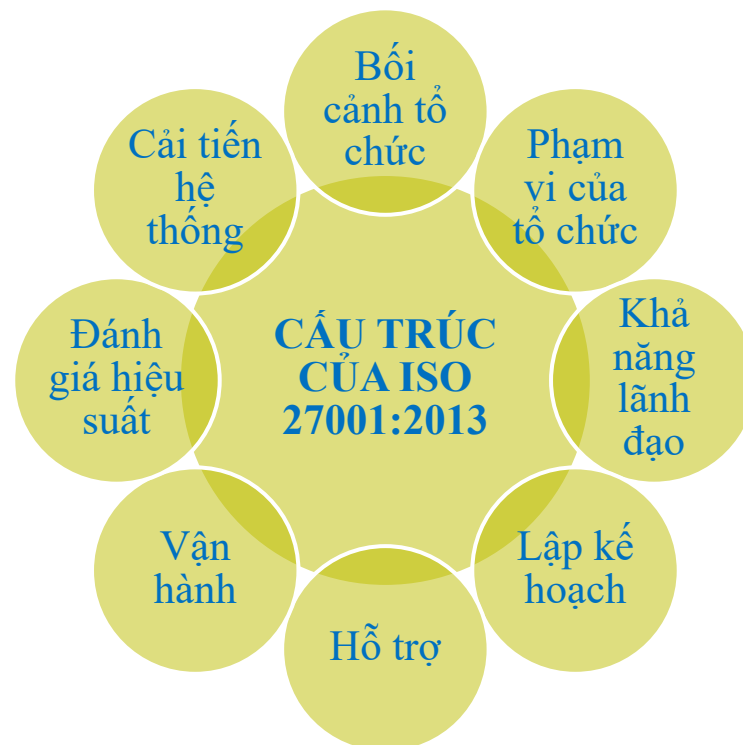 Bối
cảnh tổ
chức
Phạm
vi của
tổ chức
Khả
năng
lãnh
đạo
Lập kế
hoạch
Hỗ trợ
Vận
hành
Đánh
giá hiệu
suất
Cải tiến
hệ
thống
CẤU TRÚC
CỦA ISO
27001:2013